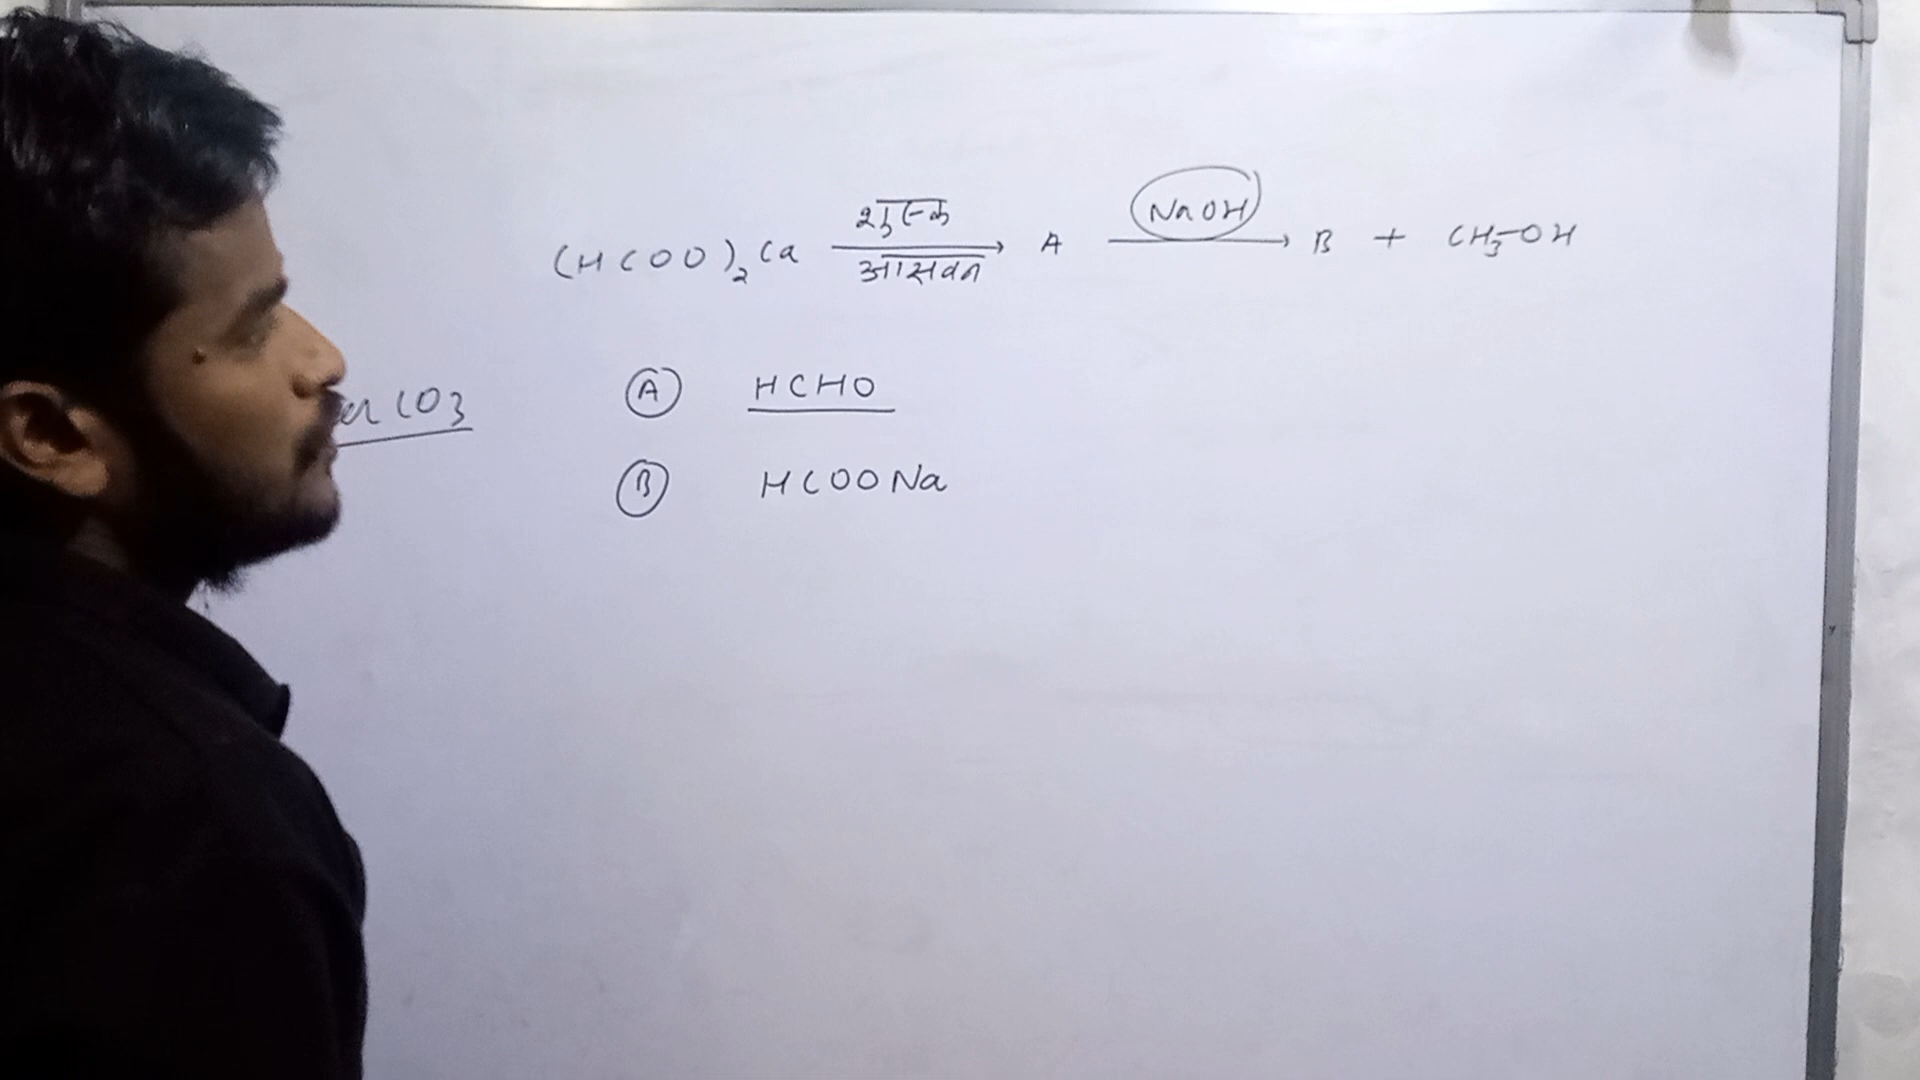 (HCOO)₂Ca शुष्क आसवन → A NaOH → B + CH₃-OH
CO3
(A) HCHO
(B) HCOONa